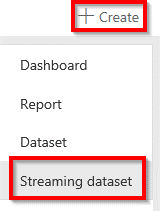 Create
Dashboard
Report
Dataset
Streaming dataset